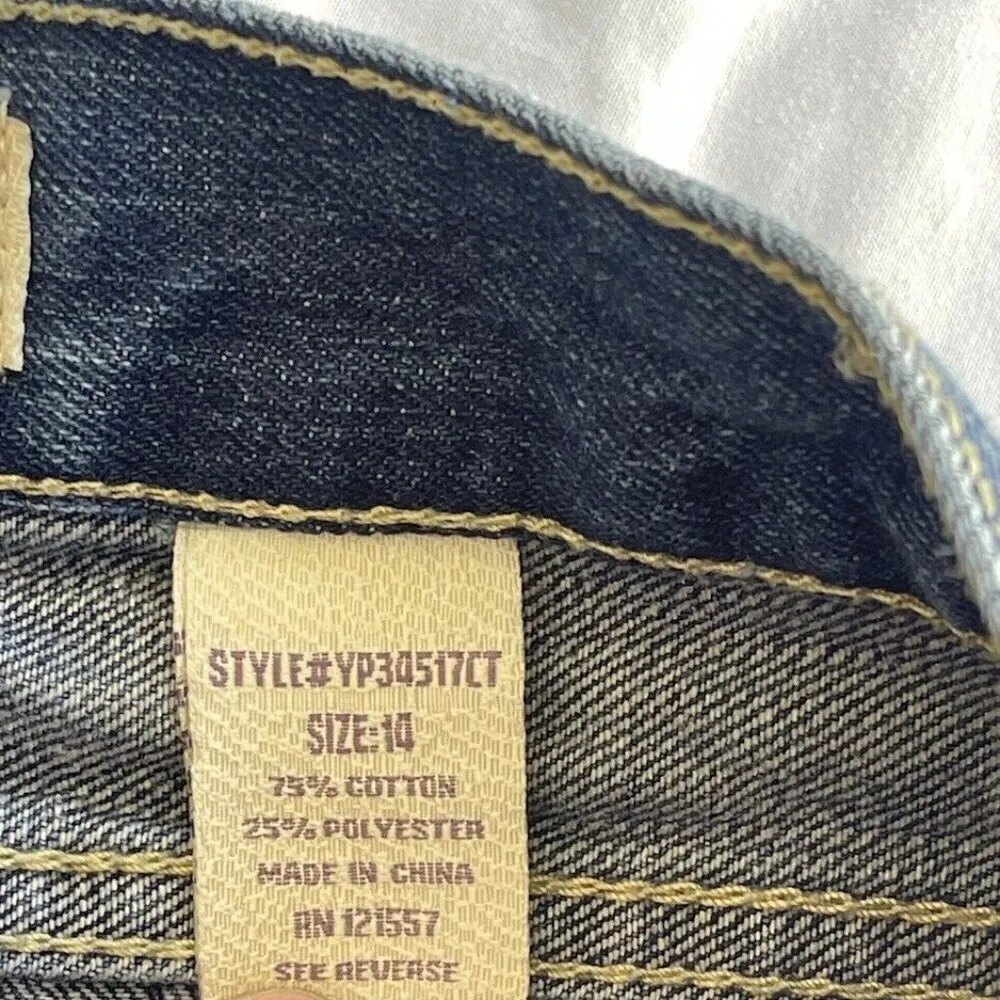 STYLE#YP34517CT
SIZE:14
75% COTTON
25% POLYESTER
MADE IN CHINA
RN 121557
SEE REVERSE